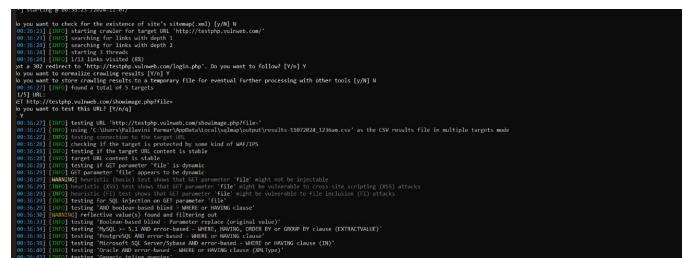 [*] starting @ 00:36:23 /2024-11-07/
do you want to check for the existence of site's sitemap(.xml) [y/N] N
00:36:23] [INFO] starting crawler for target URL 'http://testphp.vulnweb.com/'
00:36:23] [INFO] searching for links with depth 1
00:36:24] [INFO] searching for links with depth 2
00:36:24] [INFO] starting 3 threads
00:36:24] [INFO] 1/13 links visited (8%)
got a 302 redirect to 'http://testphp.vulnweb.com/login.php'. Do you want to follow? [Y/n] Y
do you want to normalize crawling results [Y/n] Y
do you want to store crawling results to a temporary file for eventual further processing with other tools [y/N] N
00:36:27] [INFO] found a total of 5 targets
[1/5] URL:
GET http://testphp.vulnweb.com/showimage.php?file=
do you want to test this URL? [Y/n/q]
> Y
00:36:27] [INFO] testing URL 'http://testphp.vulnweb.com/showimage.php?file='
00:36:27] [INFO] using 'C:\Users\Pallavini Parmar\AppData\Local\sqlmap\output\results-11072024_1236am.csv' as the CSV results file in multiple targets mode
00:36:27] [INFO] testing connection to the target URL
00:36:28] [INFO] checking if the target is protected by some kind of WAF/IPS
00:36:28] [INFO] testing if the target URL content is stable
00:36:28] [INFO] target URL content is stable
00:36:28] [INFO] testing if GET parameter 'file' is dynamic
00:36:29] [INFO] GET parameter 'file' appears to be dynamic
00:36:29] [WARNING] heuristic (basic) test shows that GET parameter 'file' might not be injectable
00:36:29] [INFO] heuristic (XSS) test shows that GET parameter 'file' might be vulnerable to cross-site scripting (XSS) attacks
00:36:29] [INFO] heuristic (FI) test shows that GET parameter 'file' might be vulnerable to file inclusion (FI) attacks
00:36:29] [INFO] testing for SQL injection on GET parameter 'file'
00:36:29] [INFO] testing 'AND boolean-based blind - WHERE or HAVING clause'
00:36:30] [WARNING] reflective value(s) found and filtering out
00:36:33] [INFO] testing 'Boolean-based blind - Parameter replace (original value)'
00:36:34] [INFO] testing 'MySQL >= 5.1 AND error-based - WHERE, HAVING, ORDER BY or GROUP BY clause (EXTRACTVALUE)'
00:36:36] [INFO] testing 'PostgreSQL AND error-based - WHERE or HAVING clause'
00:36:38] [INFO] testing 'Microsoft SQL Server/Sybase AND error-based - WHERE or HAVING clause (IN)'
00:36:40] [INFO] testing 'Oracle AND error-based - WHERE or HAVING clause (XMLType)'
00:36:42] [INFO] testing 'Generic inline queries'